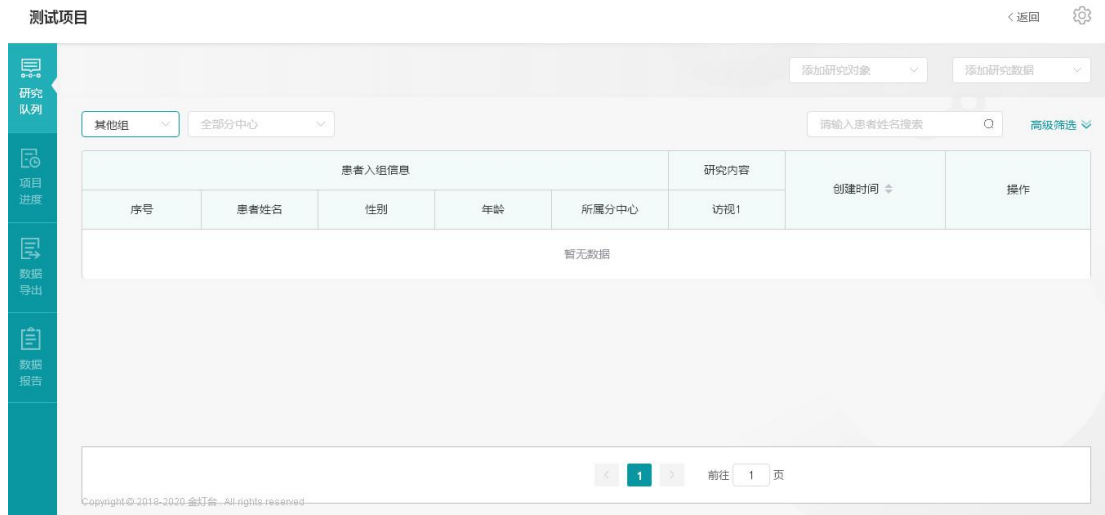 测试项目
返回
研究
队列
项目
进度
数据
导出
数据
报告
添加研究对象
添加研究数据
其他组
全部分中心
请输入患者姓名搜索
高级筛选
患者入组信息
研究内容
创建时间
操作
序号
患者姓名
性别
年龄
所属分中心
访视1
暂无数据
1
前往 1 页
Copyright © 2018-2020 金灯台 . All rights reserved